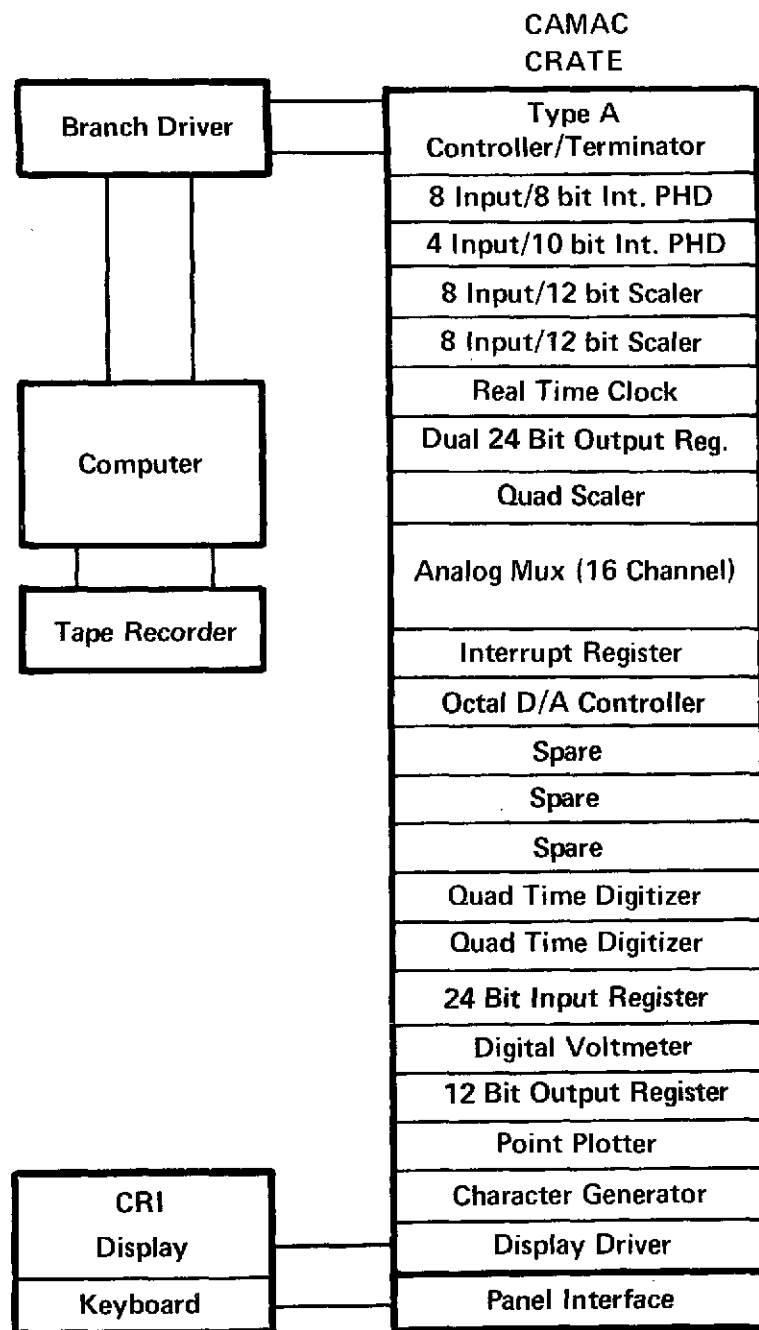 CAMAC
CRATE
Branch Driver
Type A
Controller/Terminator
8 Input/8 bit Int. PHD
4 Input/10 bit Int. PHD
8 Input/12 bit Scaler
8 Input/12 bit Scaler
Real Time Clock
Dual 24 Bit Output Reg.
Computer
Quad Scaler
Analog Mux (16 Channel)
Tape Recorder
Interrupt Register
Octal D/A Controller
Spare
Spare
Spare
Quad Time Digitizer
Quad Time Digitizer
24 Bit Input Register
Digital Voltmeter
12 Bit Output Register
Point Plotter
Character Generator
CRI
Display
Display Driver
Keyboard
Panel Interface